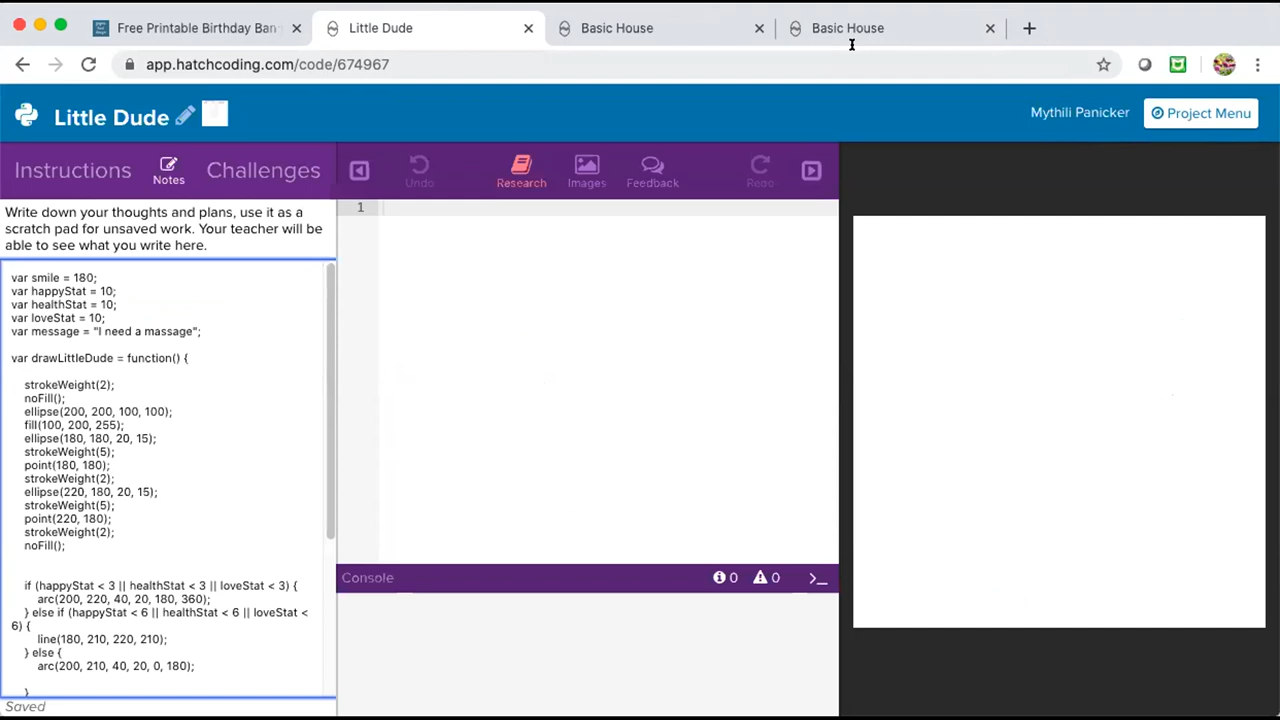 Free Printable Birthday Ban
Little Dude
Basic House
Basic House
app.hatchcoding.com/code/674967
Little Dude
Mythili Panicker
Project Menu
Instructions
Notes
Challenges
Undo
Research
Images
Feedback
Redo
Write down your thoughts and plans, use it as a
scratch pad for unsaved work. Your teacher will be
able to see what you write here.
1
var smile = 180;
var happyStat = 10;
var healthStat = 10;
var loveStat = 10;
var message = "I need a massage";
var drawLittleDude = function() {
strokeWeight(2);
noFill();
ellipse(200, 200, 100, 100);
fill(100, 200, 255);
ellipse(180, 180, 20, 15);
strokeWeight(5);
point(180, 180);
strokeWeight(2);
ellipse(220, 180, 20, 15);
strokeWeight(5);
point(220, 180);
strokeWeight(2);
noFill();
if (happyStat < 3 || healthStat < 3 || loveStat < 3) {
arc(200, 220, 40, 20, 180, 360);
} else if (happyStat < 6 || healthStat < 6 || loveStat <
6) {
line(180, 210, 220, 210);
} else {
arc(200, 210, 40, 20, 0, 180);
}
Saved
Console
0
0
>_